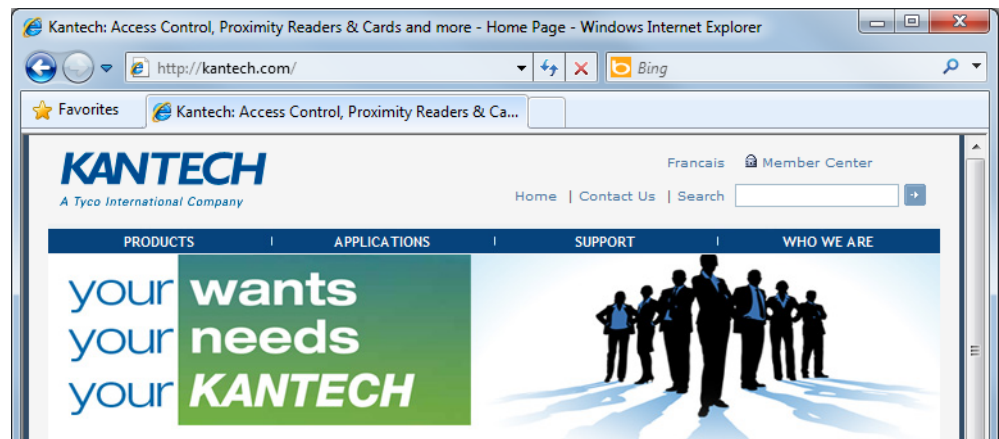 Kantech: Access Control, Proximity Readers & Cards and more - Home Page - Windows Internet Explorer
http://kantech.com/
Bing
Favorites
Kantech: Access Control, Proximity Readers & Ca...
KANTECH
A Tyco International Company
Francais Member Center
Home | Contact Us | Search
PRODUCTS | APPLICATIONS | SUPPORT | WHO WE ARE
your wants
your needs
your KANTECH